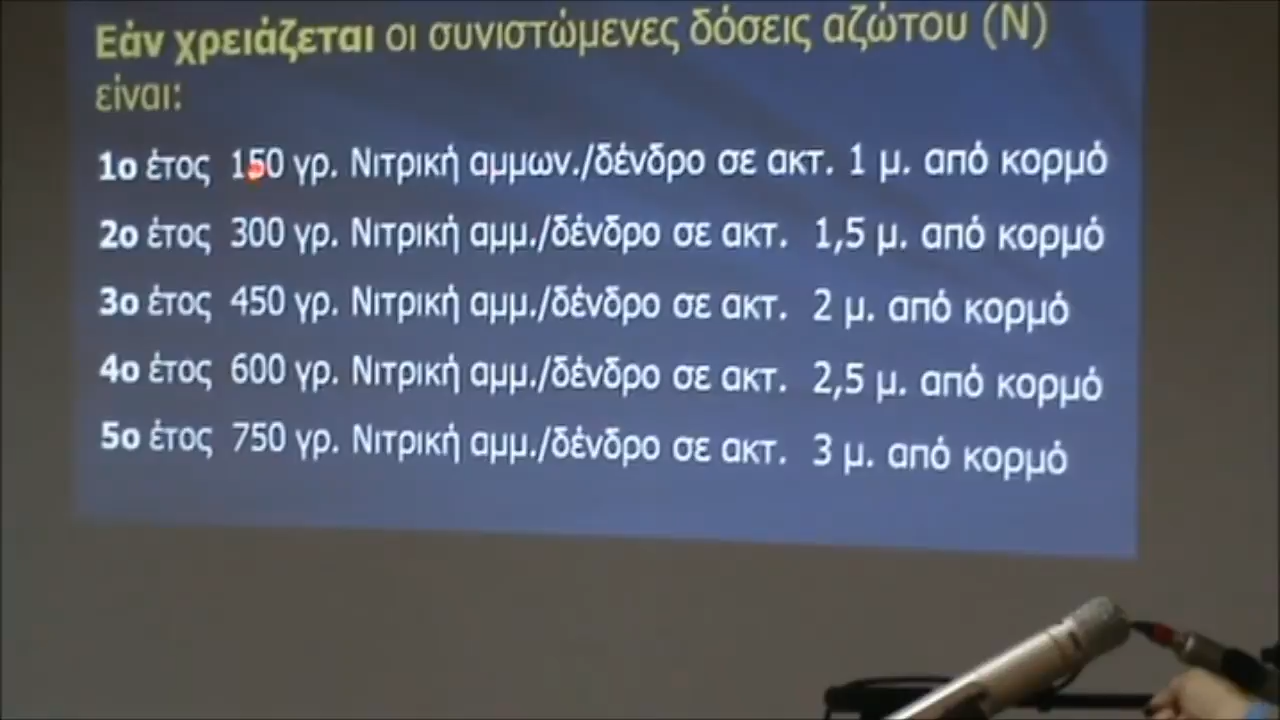 Εάν χρειάζεται οι συνιστώμενες δόσεις αζώτου (Ν)
είναι:
1ο έτος 150 γρ. Νιτρική αμμων./δένδρο σε ακτ. 1 μ. από κορμό
2ο έτος 300 γρ. Νιτρική αμμ./δένδρο σε ακτ. 1,5 μ. από κορμό
3ο έτος 450 γρ. Νιτρική αμμ./δένδρο σε ακτ. 2 μ. από κορμό
4ο έτος 600 γρ. Νιτρική αμμ./δένδρο σε ακτ. 2,5 μ. από κορμό
5ο έτος 750 γρ. Νιτρική αμμ./δένδρο σε ακτ. 3 μ. από κορμό